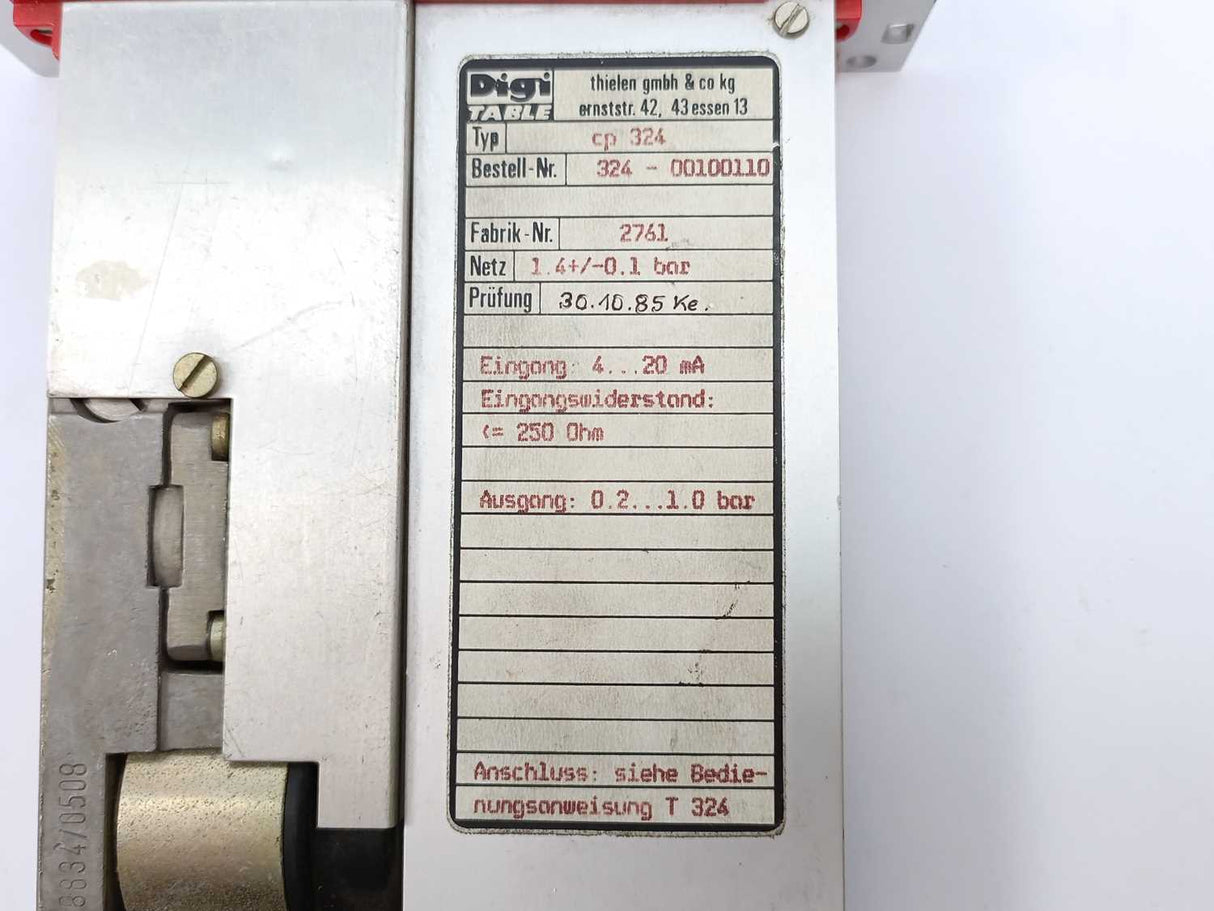 Digi TABLE
thielen gmbh & co kg
ernststr. 42, 43 essen 13
Typ cp 324
Bestell-Nr. 324 - 00100110
Fabrik-Nr. 2761
Netz 1.4+/-0.1 bar
Prüfung 30.10.85 Ke.
Eingang: 4...20 mA
Eingangswiderstand:
<= 250 Ohm
Ausgang: 0.2...1.0 bar
Anschluss: siehe Bedie-
nungsanweisung T 324
8834/0508